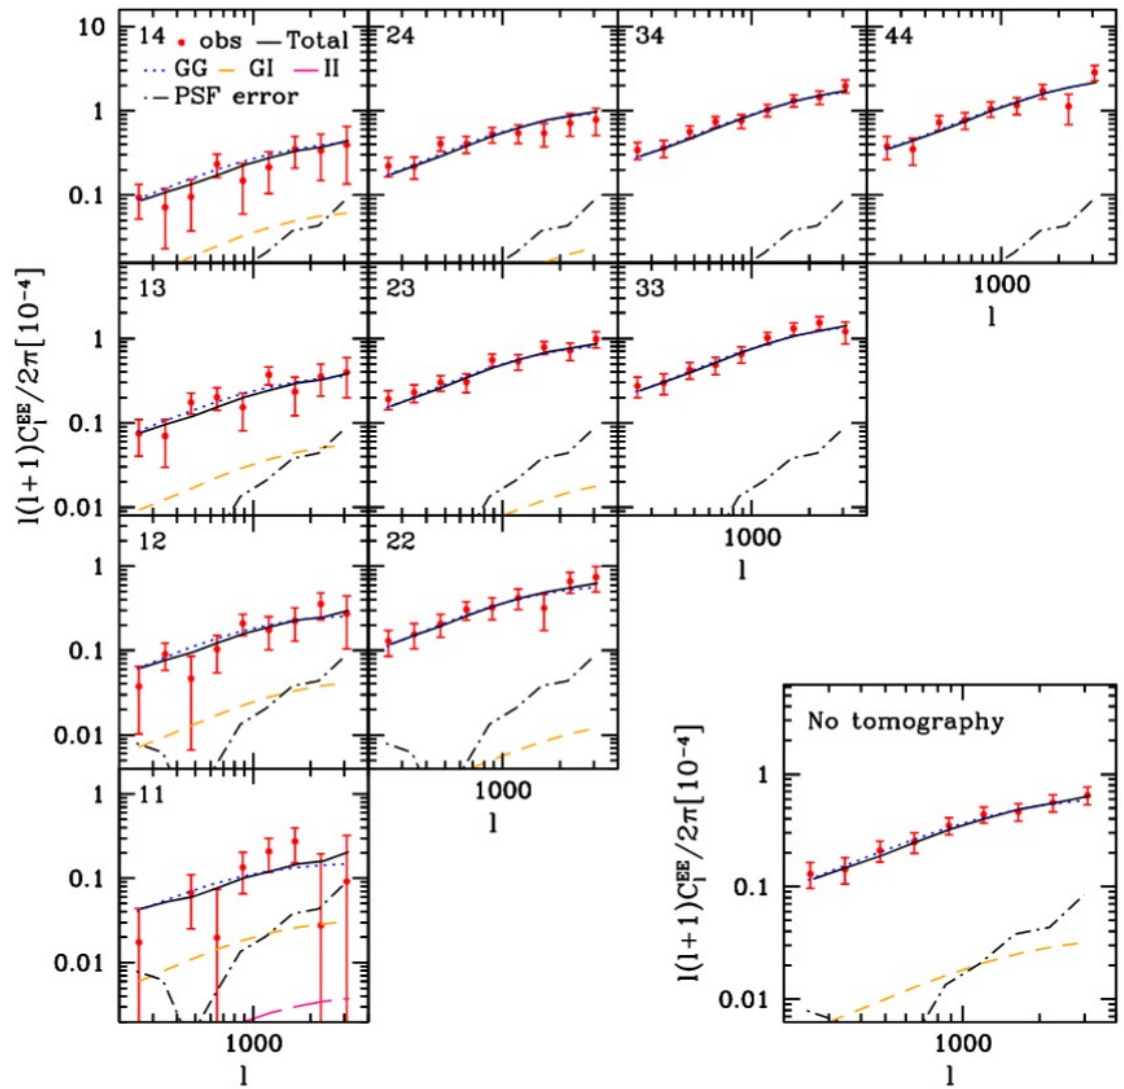 14 obs Total
GG GI II
PSF error
24
34
44
10
1
0.1
1000
l
13
23
33
1
0.1
0.01
1000
l
l(l+1)C_l^{EE}/2π[10⁻⁴]
12
22
1
0.1
0.01
1000
l
11
1
0.1
0.01
1000
l
No tomography
l(l+1)C_l^{EE}/2π[10⁻⁴]
1
0.1
0.01
1000
l